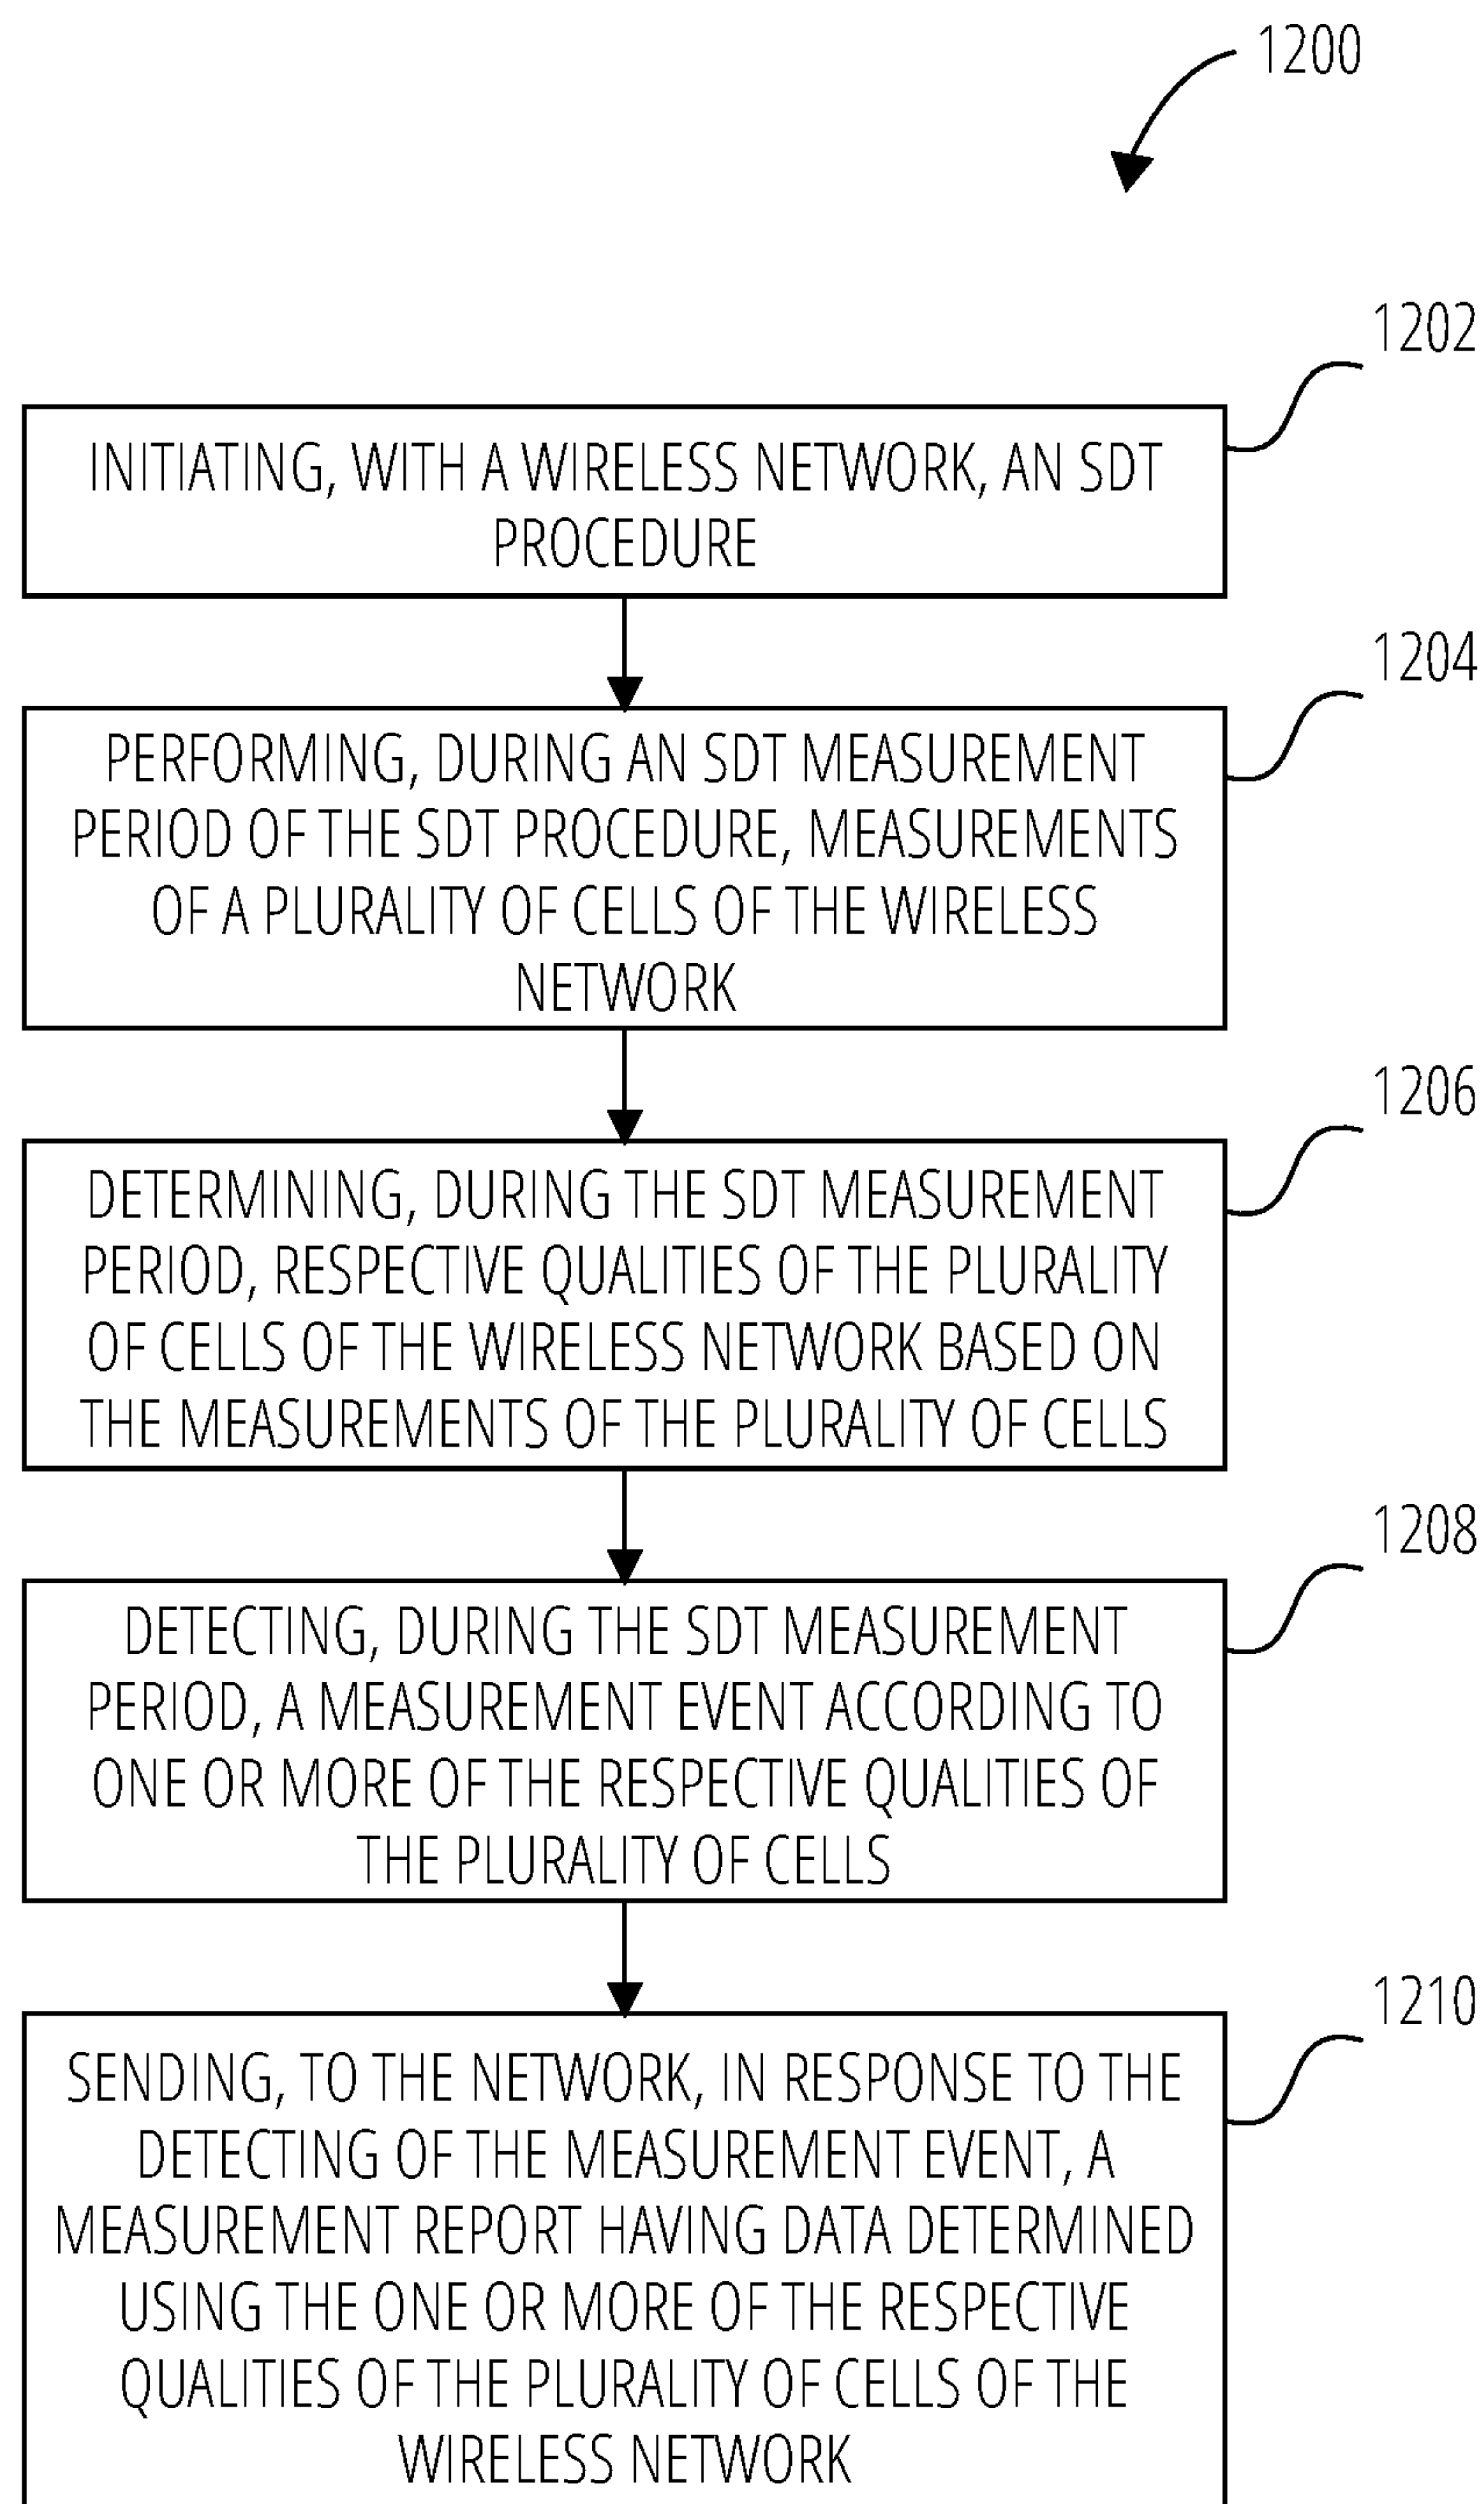 1200
1202
INITIATING, WITH A WIRELESS NETWORK, AN SDT
PROCEDURE
1204
PERFORMING, DURING AN SDT MEASUREMENT
PERIOD OF THE SDT PROCEDURE, MEASUREMENTS
OF A PLURALITY OF CELLS OF THE WIRELESS
NETWORK
1206
DETERMINING, DURING THE SDT MEASUREMENT
PERIOD, RESPECTIVE QUALITIES OF THE PLURALITY
OF CELLS OF THE WIRELESS NETWORK BASED ON
THE MEASUREMENTS OF THE PLURALITY OF CELLS
1208
DETECTING, DURING THE SDT MEASUREMENT
PERIOD, A MEASUREMENT EVENT ACCORDING TO
ONE OR MORE OF THE RESPECTIVE QUALITIES OF
THE PLURALITY OF CELLS
1210
SENDING, TO THE NETWORK, IN RESPONSE TO THE
DETECTING OF THE MEASUREMENT EVENT, A
MEASUREMENT REPORT HAVING DATA DETERMINED
USING THE ONE OR MORE OF THE RESPECTIVE
QUALITIES OF THE PLURALITY OF CELLS OF THE
WIRELESS NETWORK